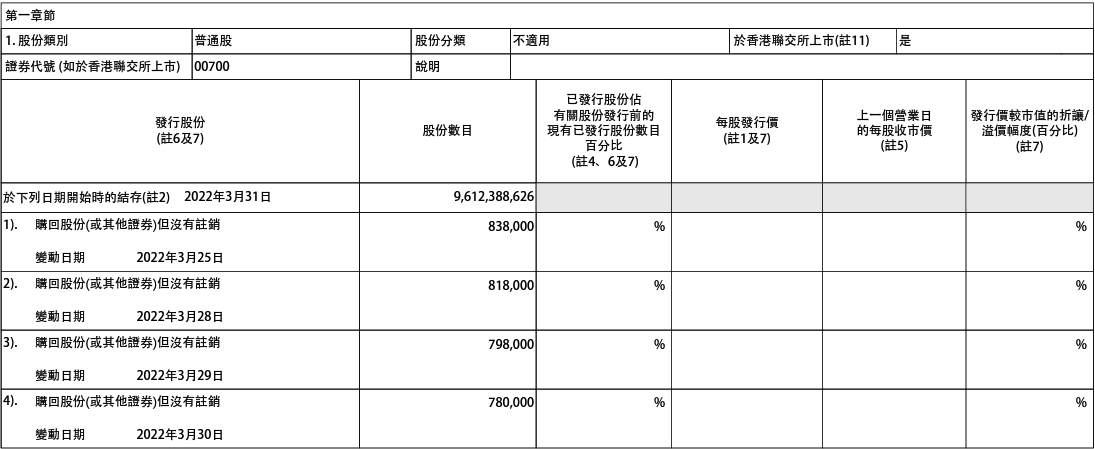 第一章節
1. 股份類別 普通股 股份分類 不適用 於香港聯交所上市(註11) 是
證券代號 (如於香港聯交所上市) 00700 說明
發行股份
(註6及7)
股份數目
已發行股份佔
有關股份發行前的
現有已發行股份數目
百分比
(註4、6及7)
每股發行價
(註1及7)
上一個營業日
的每股收市價
(註5)
發行價較市值的折讓/
溢價幅度(百分比)
(註7)
於下列日期開始時的結存(註2) 2022年3月31日 9,612,388,626
1). 購回股份(或其他證券)但沒有註銷 838,000 % %
變動日期 2022年3月25日
2). 購回股份(或其他證券)但沒有註銷 818,000 % %
變動日期 2022年3月28日
3). 購回股份(或其他證券)但沒有註銷 798,000 % %
變動日期 2022年3月29日
4). 購回股份(或其他證券)但沒有註銷 780,000 % %
變動日期 2022年3月30日